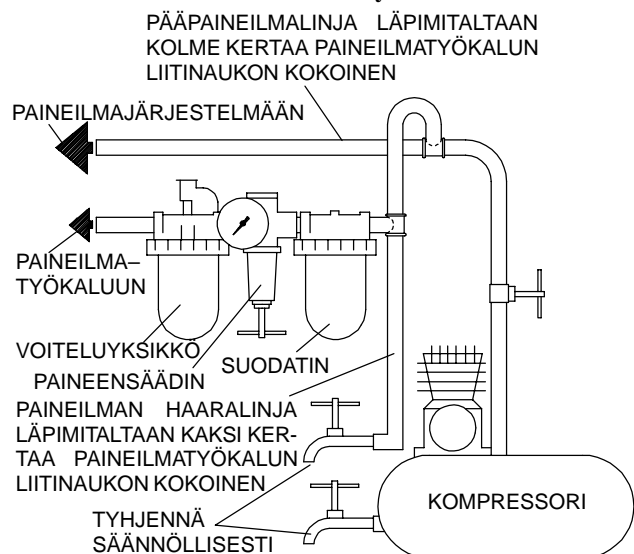 PÄÄPAINEILMALINJA LÄPIMITALTAAN
KOLME KERTAA PAINEILMATYÖKALUN
LIITINAUKON KOKOINEN
PAINEILMAJÄRJESTELMÄÄN
PAINEILMA–
TYÖKALUUN
VOITELUYKSIKKÖ
SUODATIN
PAINEENSÄÄDIN
PAINEILMAN HAARALINJA
LÄPIMITALTAAN KAKSI KER-
TAA PAINEILMATYÖKALUN
LIITINAUKON KOKOINEN
KOMPRESSORI
TYHJENNÄ
SÄÄNNÖLLISESTI